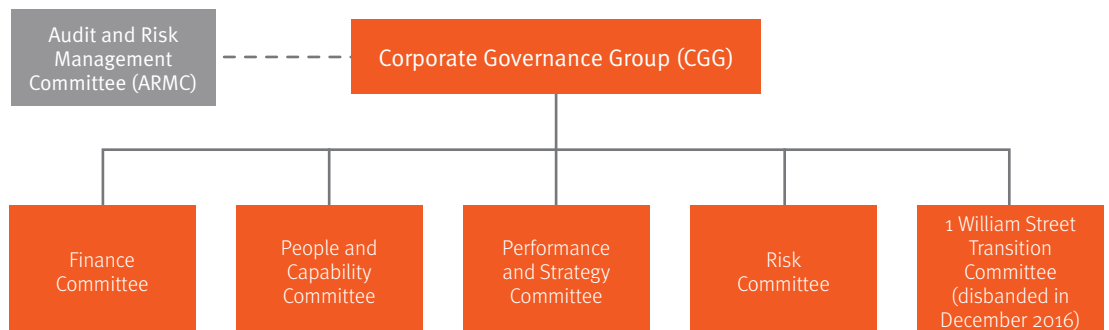 Audit and Risk
Management
Committee (ARMC)
Corporate Governance Group (CGG)
Finance
Committee
People and
Capability
Committee
Performance
and Strategy
Committee
Risk
Committee
1 William Street
Transition
Committee
(disbanded in
December 2016)